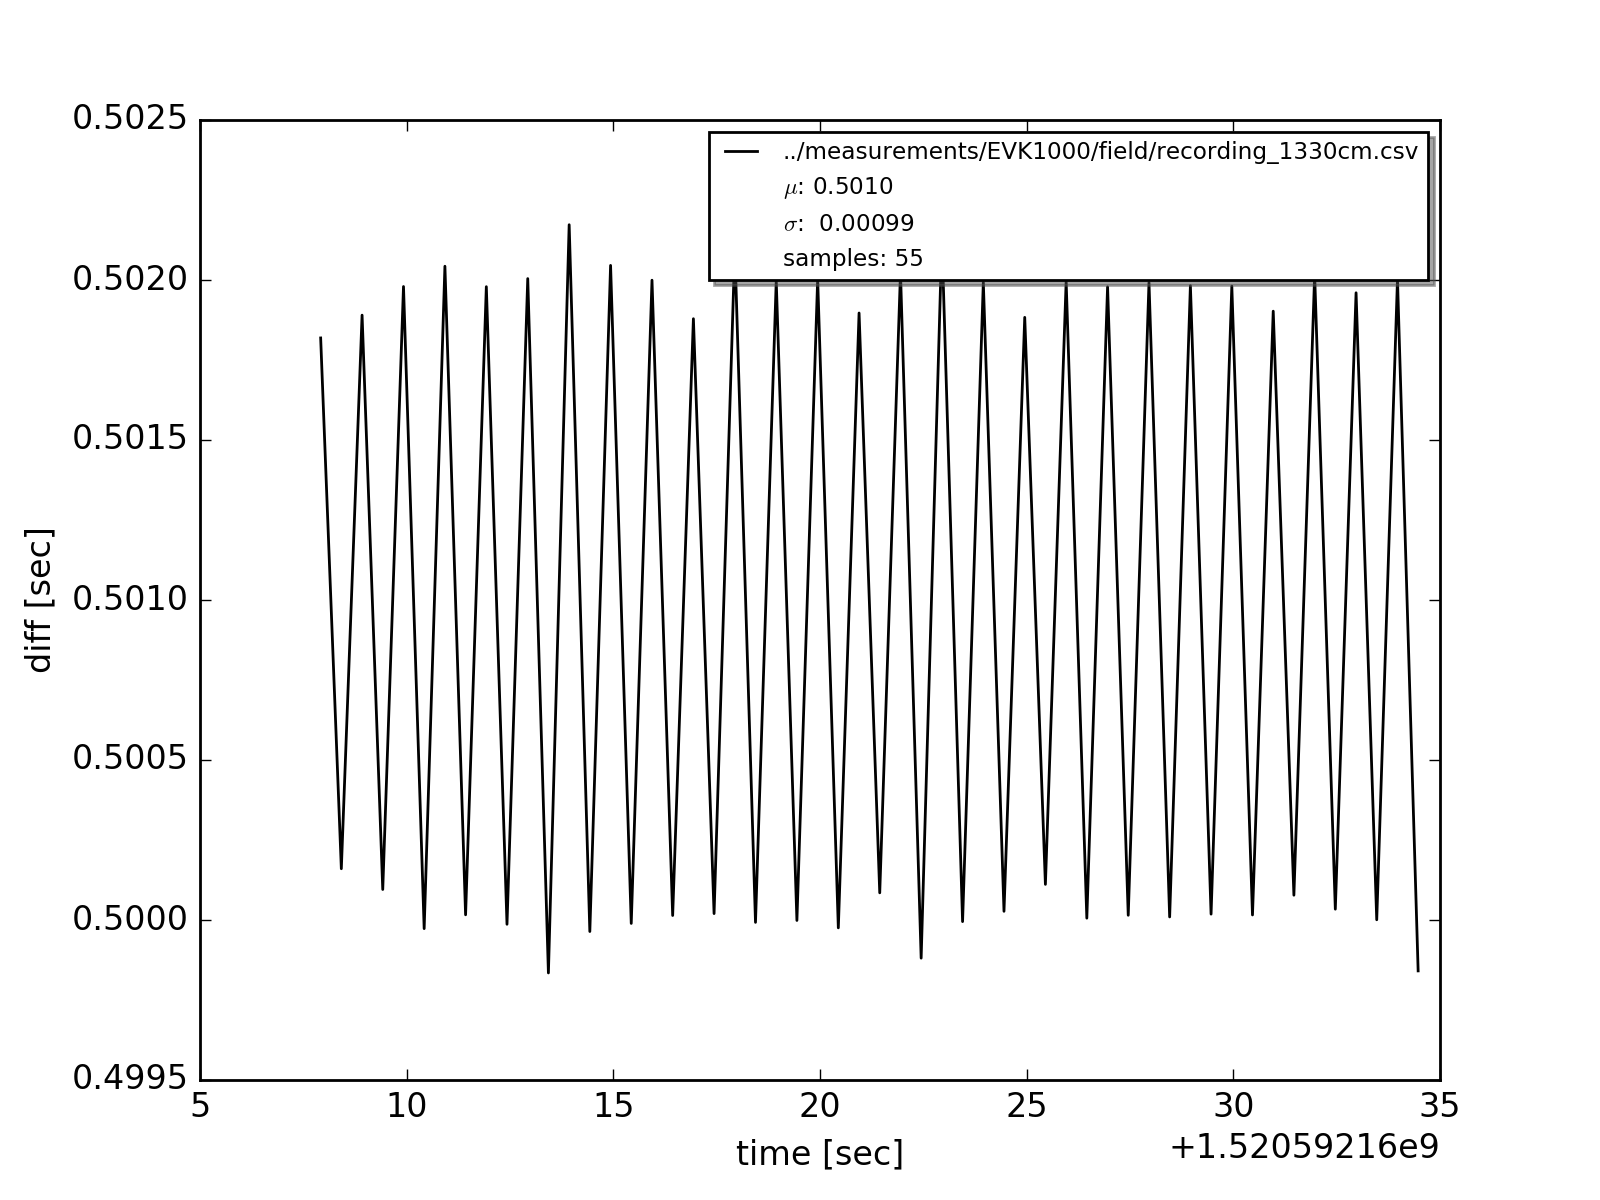 0.5025
0.5020
0.5015
0.5010
0.5005
0.5000
0.4995
diff [sec]
../measurements/EVK1000/field/recording_1330cm.csv
μ: 0.5010
σ: 0.00099
samples: 55
5 10 15 20 25 30 35
time [sec]
+1.52059216e9